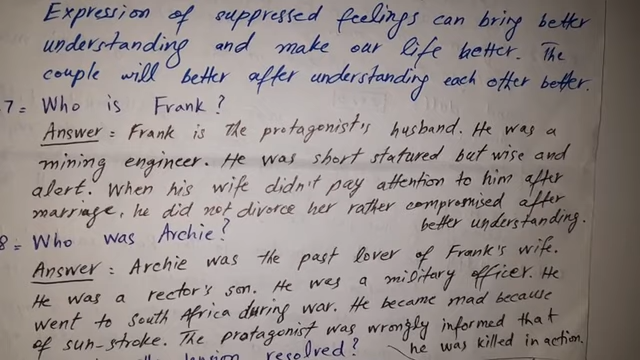 Expression of suppressed feelings can bring better
understanding and make our life better. The
couple will better after understanding each other better.
7= Who is Frank?
Answer: Frank is the protagonist's husband. He was a
mining engineer. He was short statured but wise and
alert. When his wife didn't pay attention to him after
marriage, he did not divorce her rather compromised after
better understanding.
8= Who was Archie?
Answer: Archie was the past lover of Frank's wife.
He was a rector's son. He was a military officer. He
went to South Africa during war. He became mad because
of sun-stroke. The protagonist was wrongly informed that
he was killed in action.
resolved?